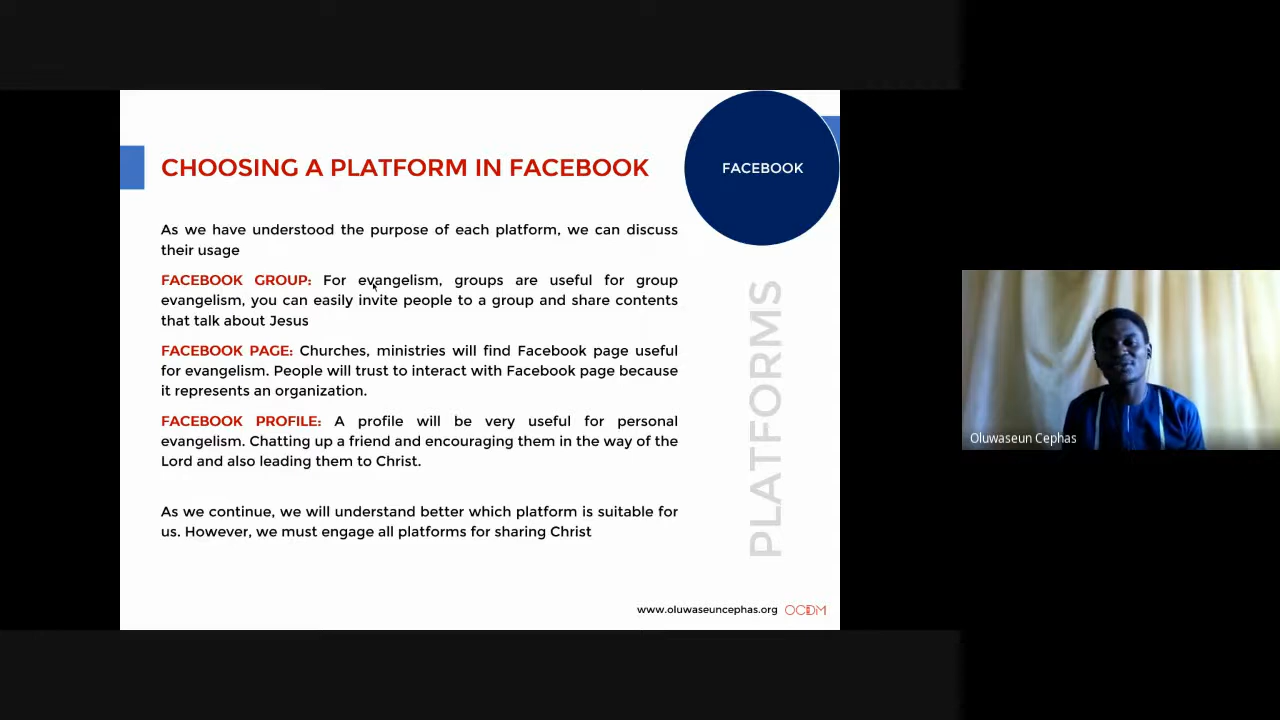 CHOOSING A PLATFORM IN FACEBOOK
FACEBOOK
As we have understood the purpose of each platform, we can discuss
their usage
FACEBOOK GROUP: For evangelism, groups are useful for group
evangelism, you can easily invite people to a group and share contents
that talk about Jesus
FACEBOOK PAGE: Churches, ministries will find Facebook page useful
for evangelism. People will trust to interact with Facebook page because
it represents an organization.
FACEBOOK PROFILE: A profile will be very useful for personal
evangelism. Chatting up a friend and encouraging them in the way of the
Lord and also leading them to Christ.
As we continue, we will understand better which platform is suitable for
us. However, we must engage all platforms for sharing Christ
PLATFORMS
www.oluwaseuncephas.org OCDM
Oluwaseun Cephas